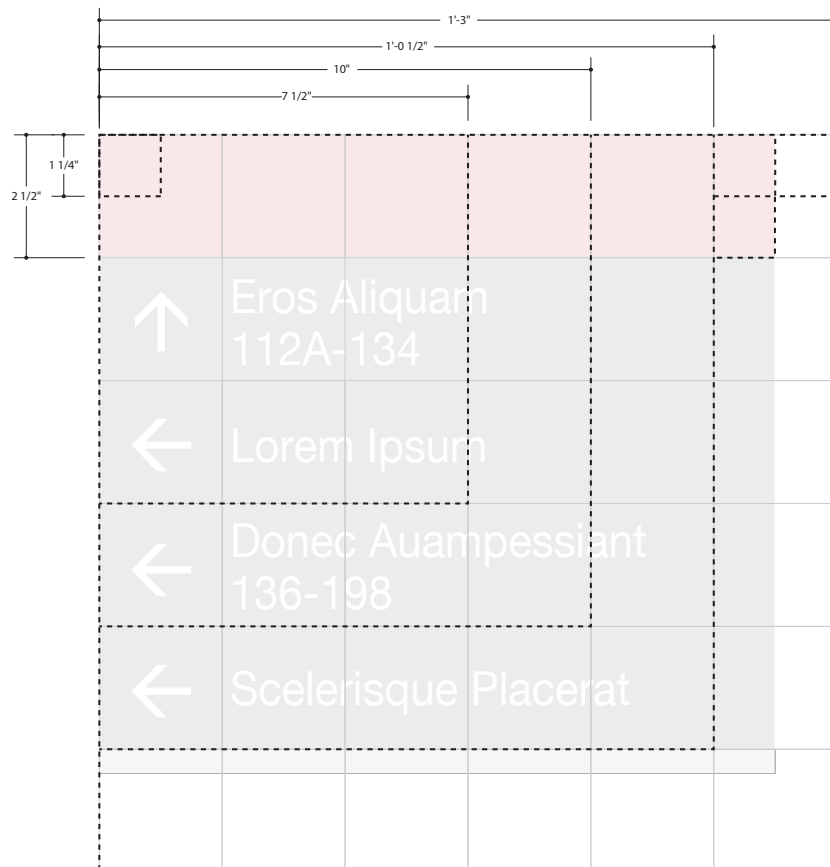 1'-3"
1'-0 1/2"
10"
7 1/2"
1 1/4"
2 1/2"
Eros Aliquam
112A-134
Lorem Ipsum
Donec Auampessiant
136-198
Scelerisque Placerat